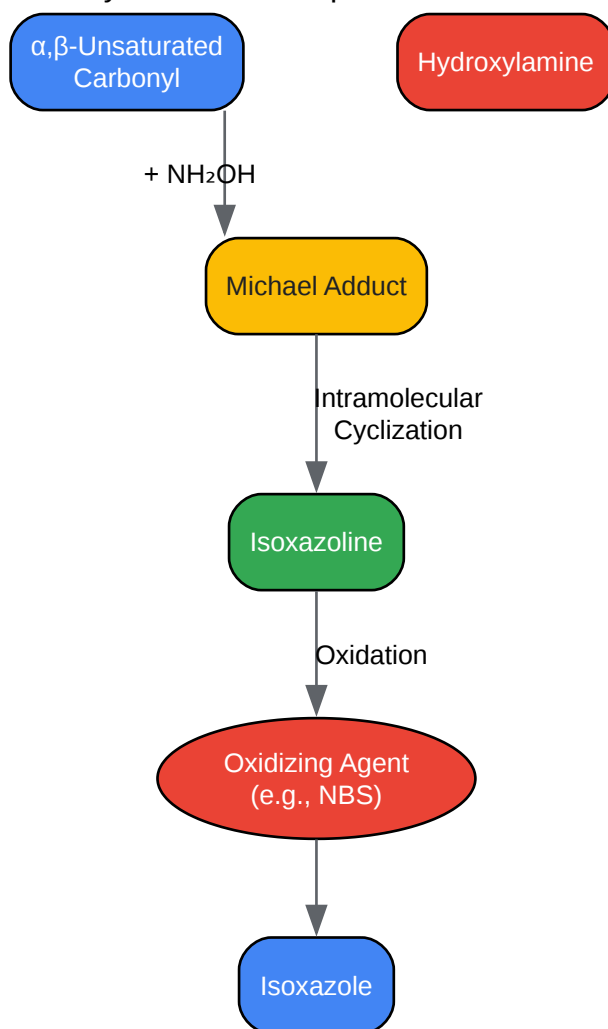 α,β-Unsaturated
Carbonyl
Hydroxylamine
+ NH₂OH
Michael Adduct
Intramolecular
Cyclization
Isoxazoline
Oxidation
Oxidizing Agent
(e.g., NBS)
Isoxazole